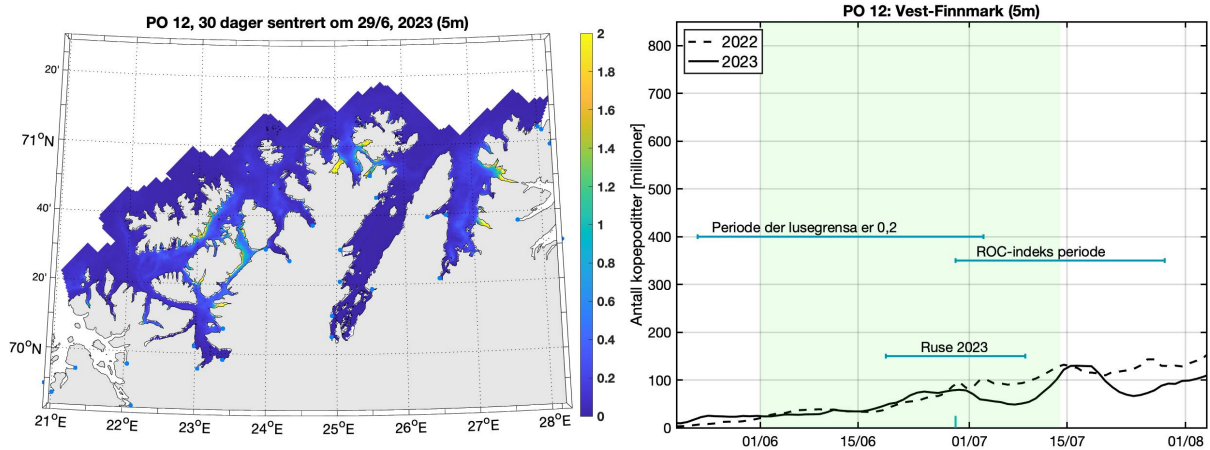 PO 12, 30 dager sentrert om 29/6, 2023 (5m)
20'
71°N
40'
20'
70°N
21°E 22°E 23°E 24°E 25°E 26°E 27°E 28°E
2
1.8
1.6
1.4
1.2
1
0.8
0.6
0.4
0.2
0
PO 12: Vest-Finnmark (5m)
2022
2023
Antall kopepoditter [millioner]
800
700
600
500
400
300
200
100
0
Periode der lusegrensa er 0,2
ROC-indeks periode
Ruse 2023
01/06 15/06 01/07 15/07 01/08